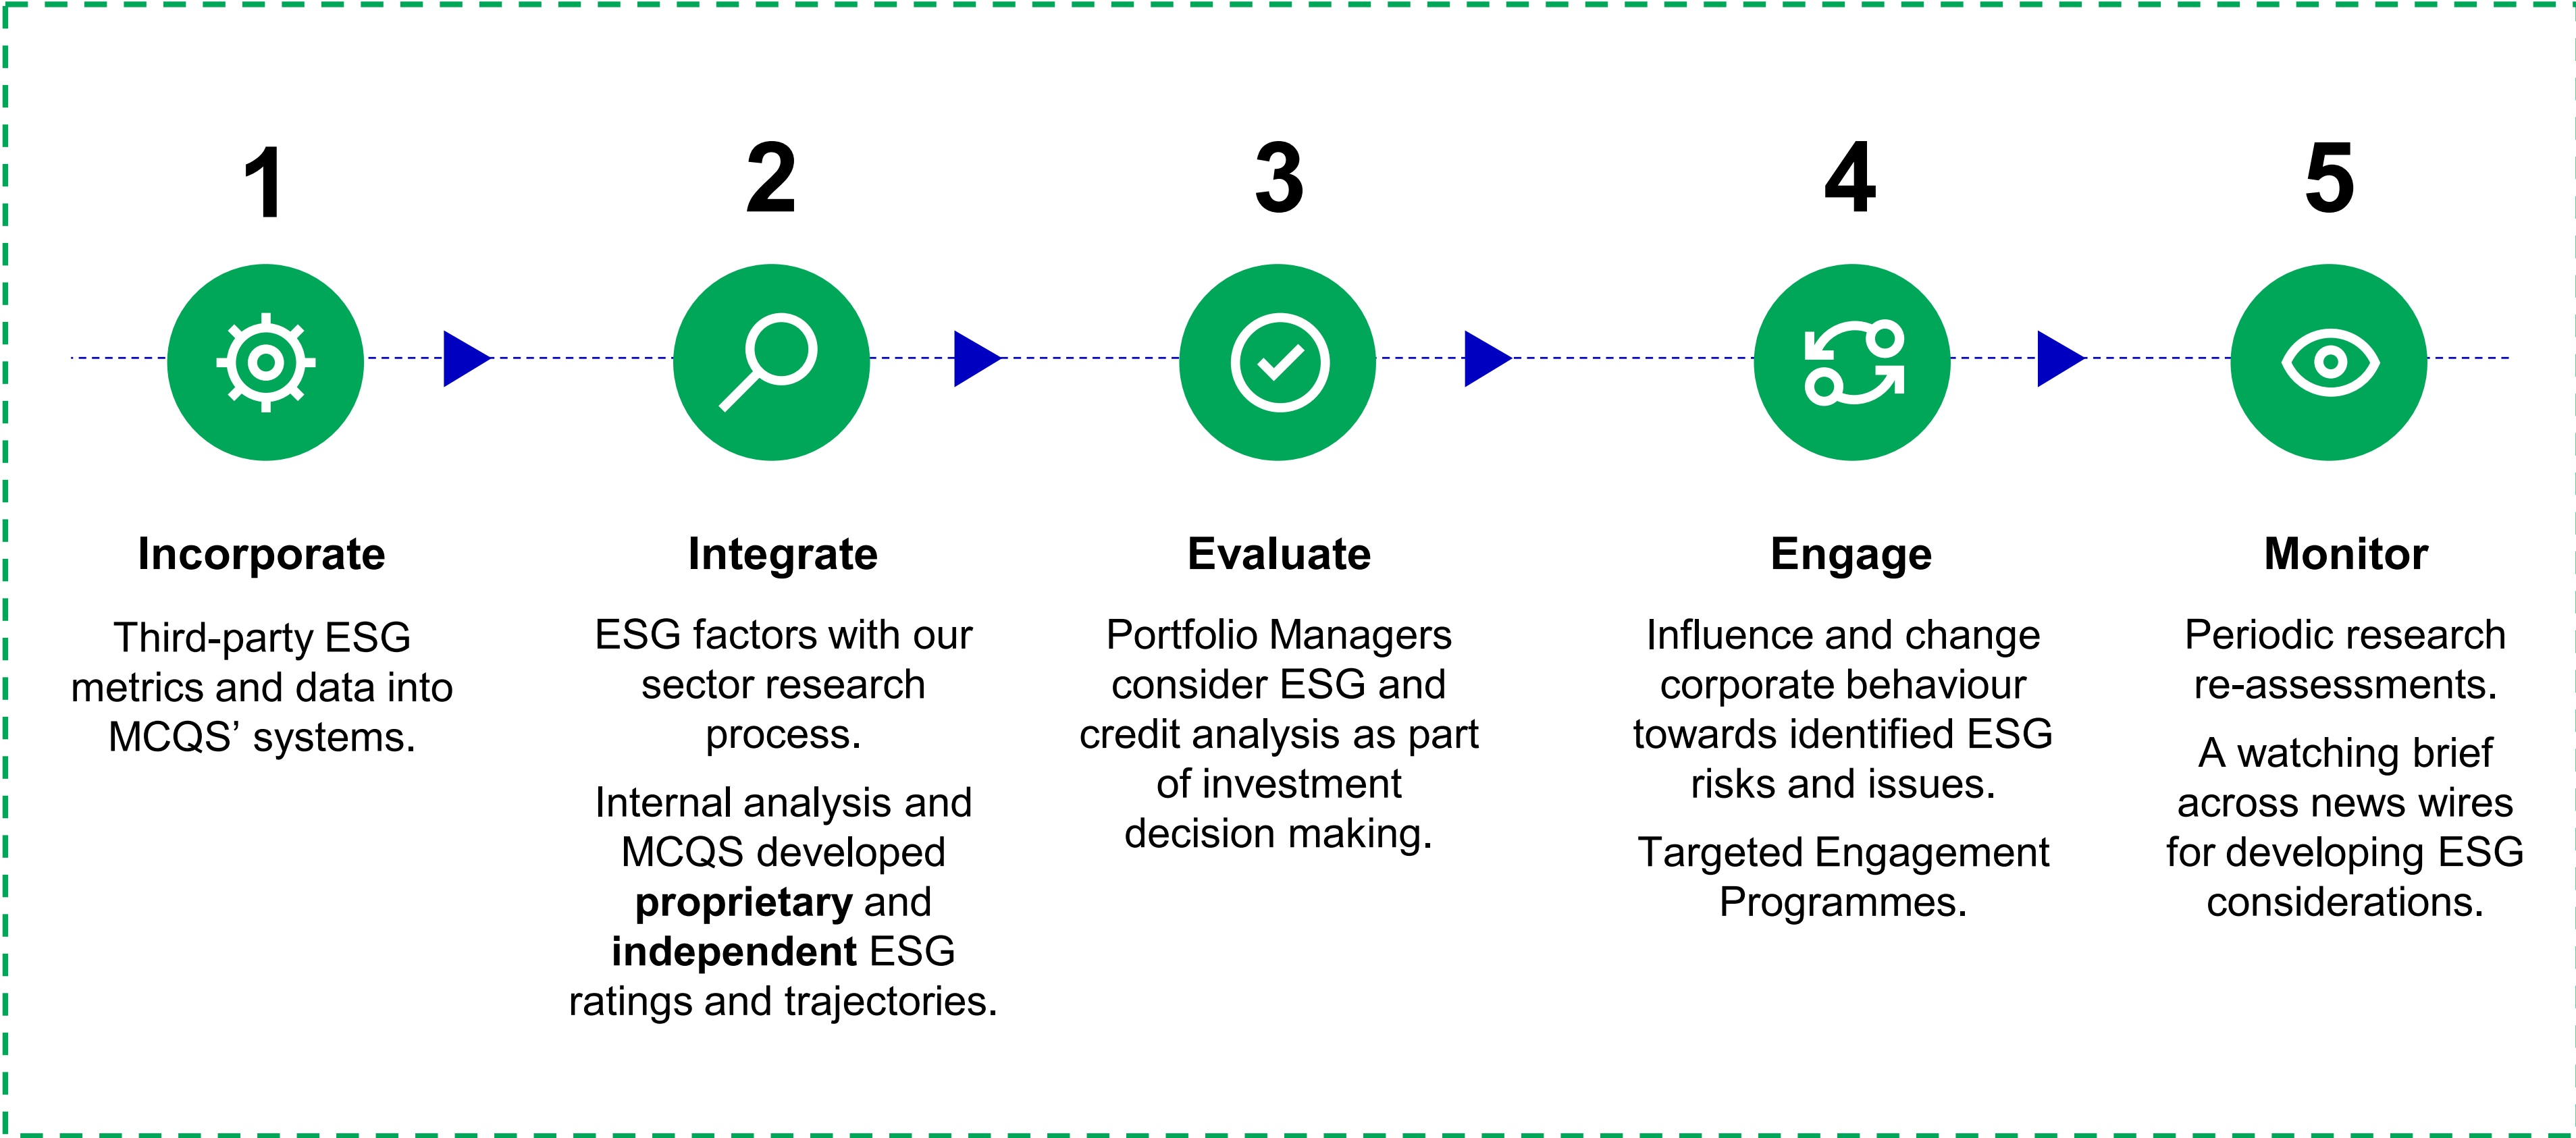 1
Incorporate
Third-party ESG
metrics and data into
MCQS’ systems.
2
Integrate
ESG factors with our
sector research
process.
Internal analysis and
MCQS developed
proprietary and
independent ESG
ratings and trajectories.
3
Evaluate
Portfolio Managers
consider ESG and
credit analysis as part
of investment
decision making.
4
Engage
Influence and change
corporate behaviour
towards identified ESG
risks and issues.
Targeted Engagement
Programmes.
5
Monitor
Periodic research
re-assessments.
A watching brief
across news wires
for developing ESG
considerations.